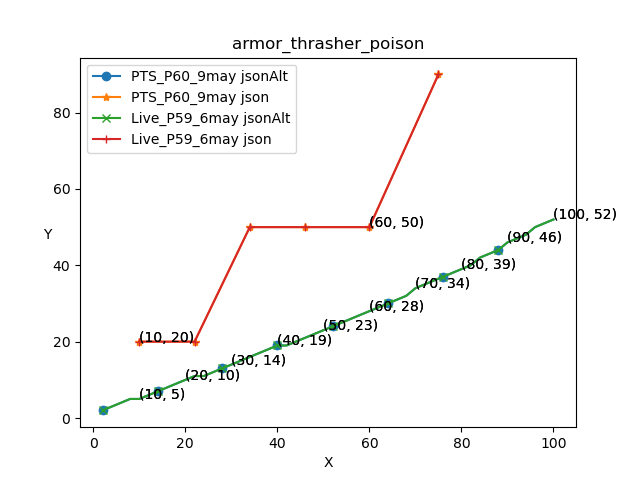 armor_thrasher_poison
PTS_P60_9may jsonAlt
PTS_P60_9may json
Live_P59_6may jsonAlt
Live_P59_6may json
Y
80
60
40
20
0
(100, 52)
(60, 50)
(90, 46)
(80, 39)
(70, 34)
(60, 28)
(50, 23)
(10, 20)
(40, 19)
(30, 14)
(20, 10)
(10, 5)
0 20 40 60 80 100
X